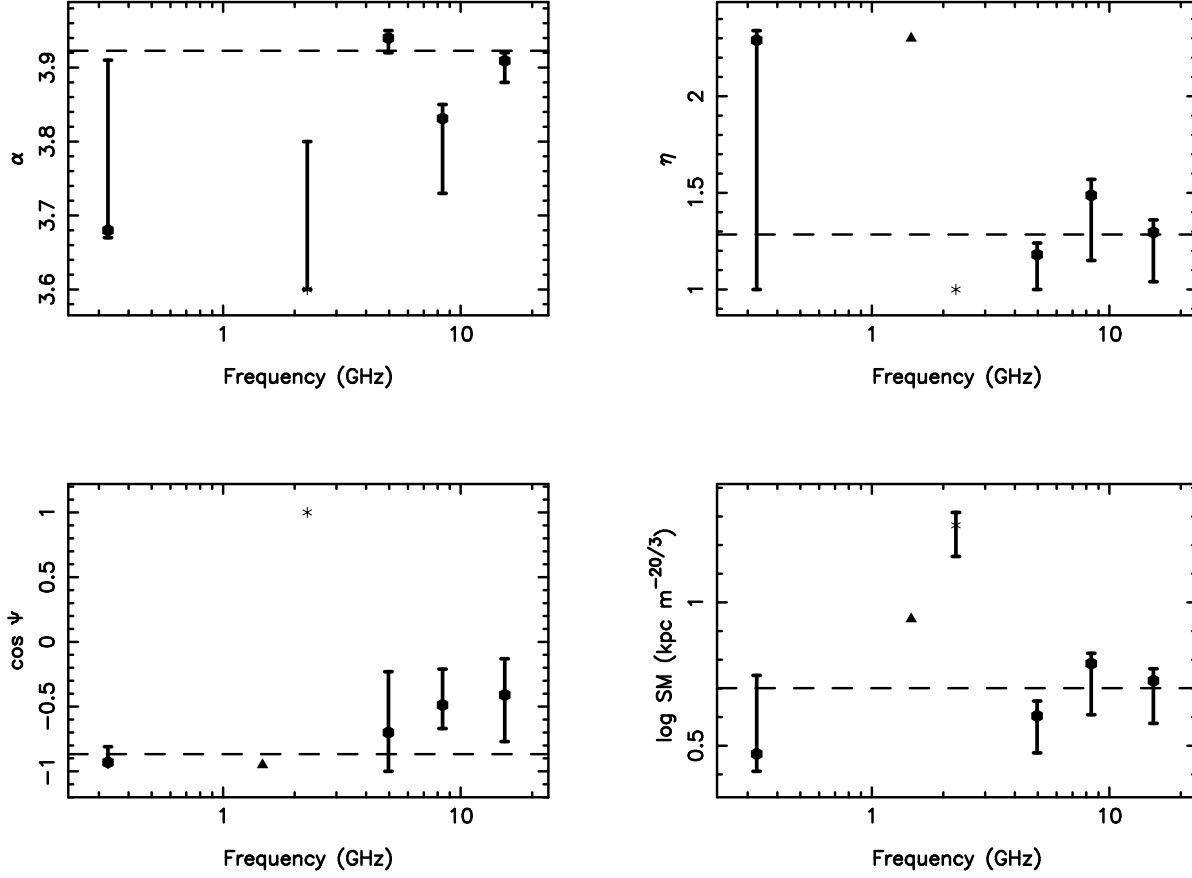 3.9
3.8
3.7
3.6
α
1
10
Frequency (GHz)
2
1.5
1
η
1
10
Frequency (GHz)
1
0.5
0
−0.5
−1
cos ψ
1
10
Frequency (GHz)
1
0.5
log SM (kpc m−20/3)
1
10
Frequency (GHz)